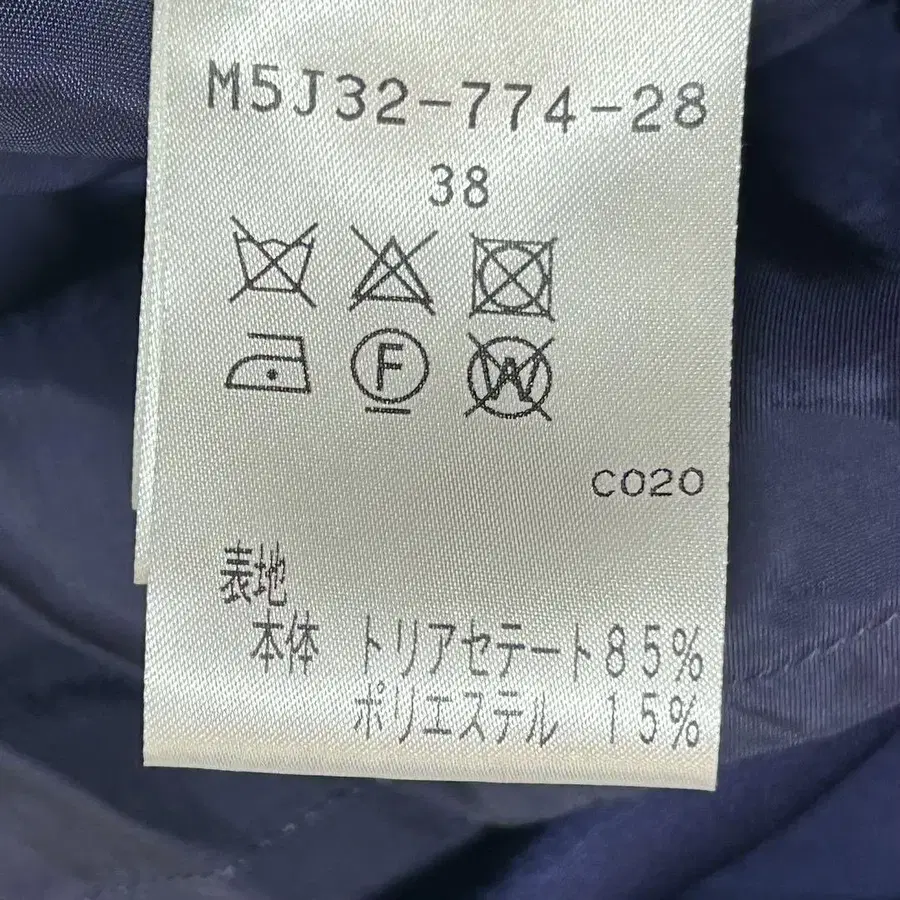 M5J32-774-28
38
F
W
C020
表地
本体 トリアセテート85%
ポリエステル 15%